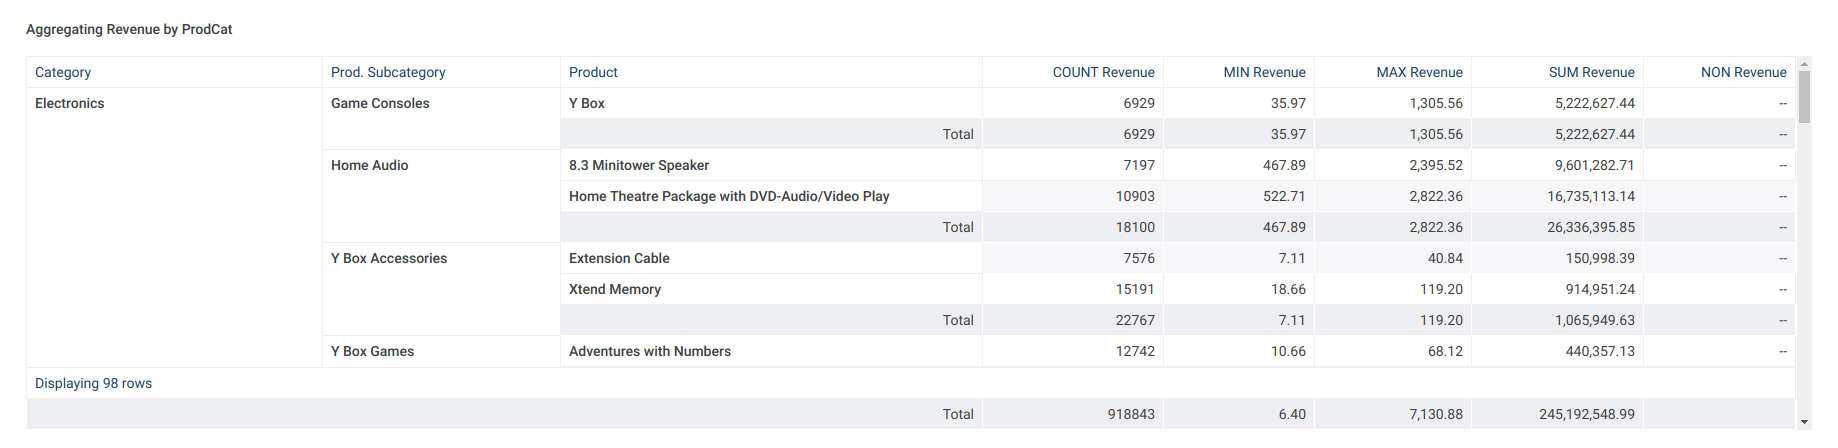 Aggregating Revenue by ProdCat
Category Prod. Subcategory Product COUNT Revenue MIN Revenue MAX Revenue SUM Revenue NON Revenue
Electronics Game Consoles Y Box 6929 35.97 1,305.56 5,222,627.44 --
Total 6929 35.97 1,305.56 5,222,627.44 --
Home Audio 8.3 Minitower Speaker 7197 467.89 2,395.52 9,601,282.71 --
Home Theatre Package with DVD-Audio/Video Play 10903 522.71 2,822.36 16,735,113.14 --
Total 18100 467.89 2,822.36 26,336,395.85 --
Y Box Accessories Extension Cable 7576 7.11 40.84 150,998.39 --
Xtend Memory 15191 18.66 119.20 914,951.24 --
Total 22767 7.11 119.20 1,065,949.63 --
Y Box Games Adventures with Numbers 12742 10.66 68.12 440,357.13 --
Displaying 98 rows
Total 918843 6.40 7,130.88 245,192,548.99